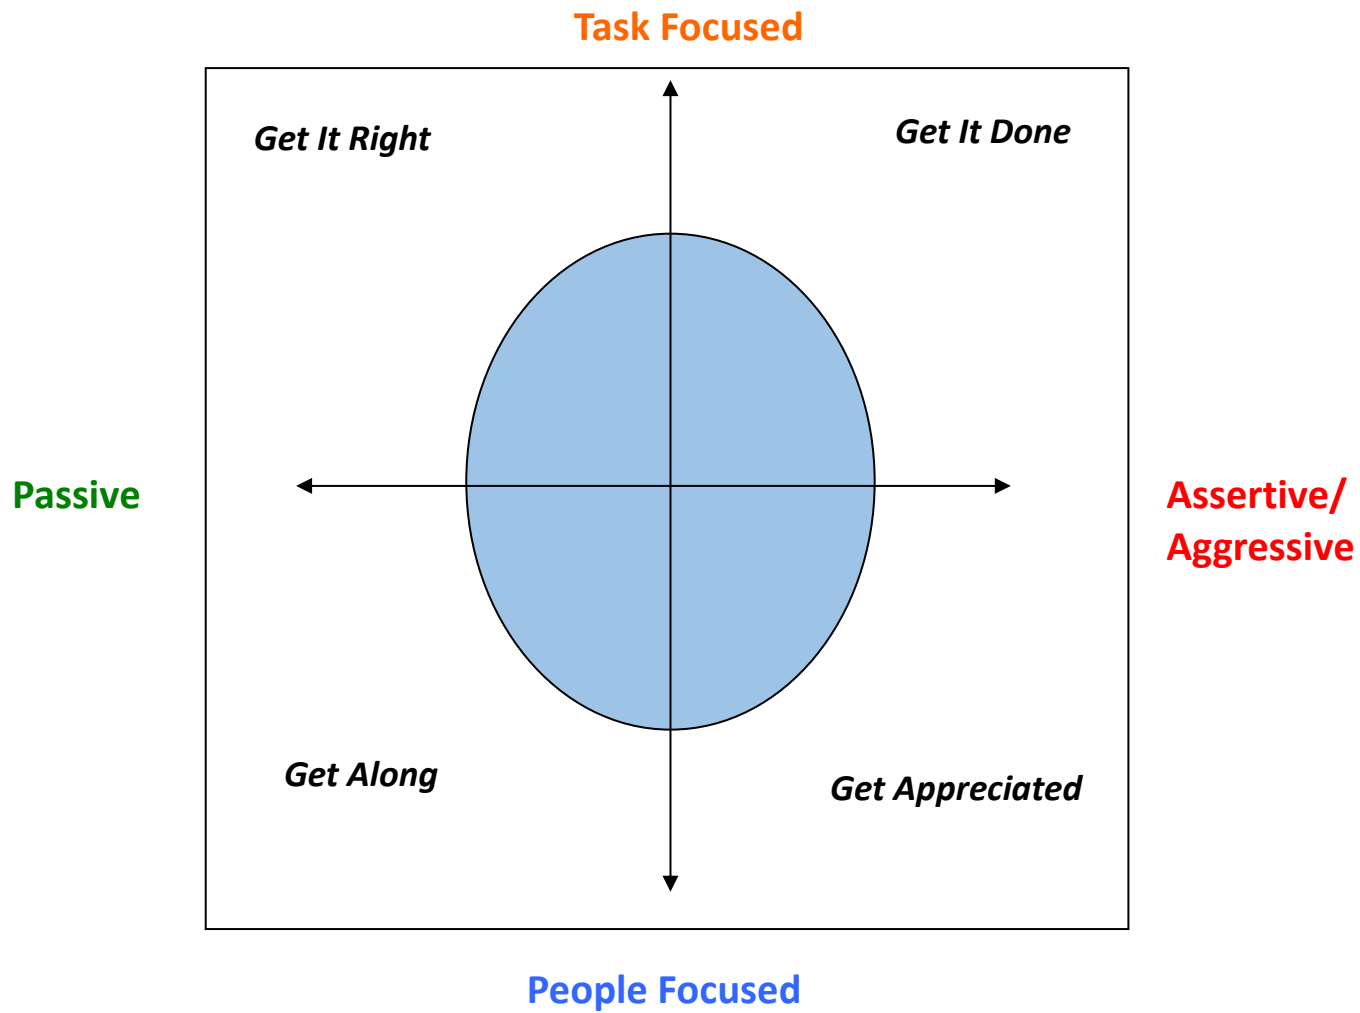 Task Focused
Get It Right
Get It Done
Passive
Assertive/
Aggressive
Get Along
Get Appreciated
People Focused